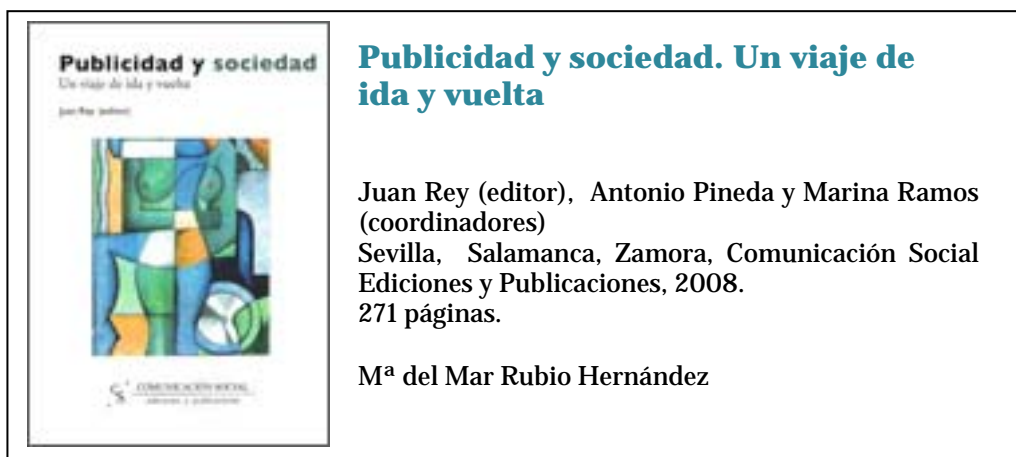 Publicidad y sociedad
Un viaje de ida y vuelta
Juan Rey (editor)
COMUNICACIÓN SOCIAL
ediciones y publicaciones
Publicidad y sociedad. Un viaje de
ida y vuelta
Juan Rey (editor), Antonio Pineda y Marina Ramos
(coordinadores)
Sevilla, Salamanca, Zamora, Comunicación Social
Ediciones y Publicaciones, 2008.
271 páginas.
Mª del Mar Rubio Hernández